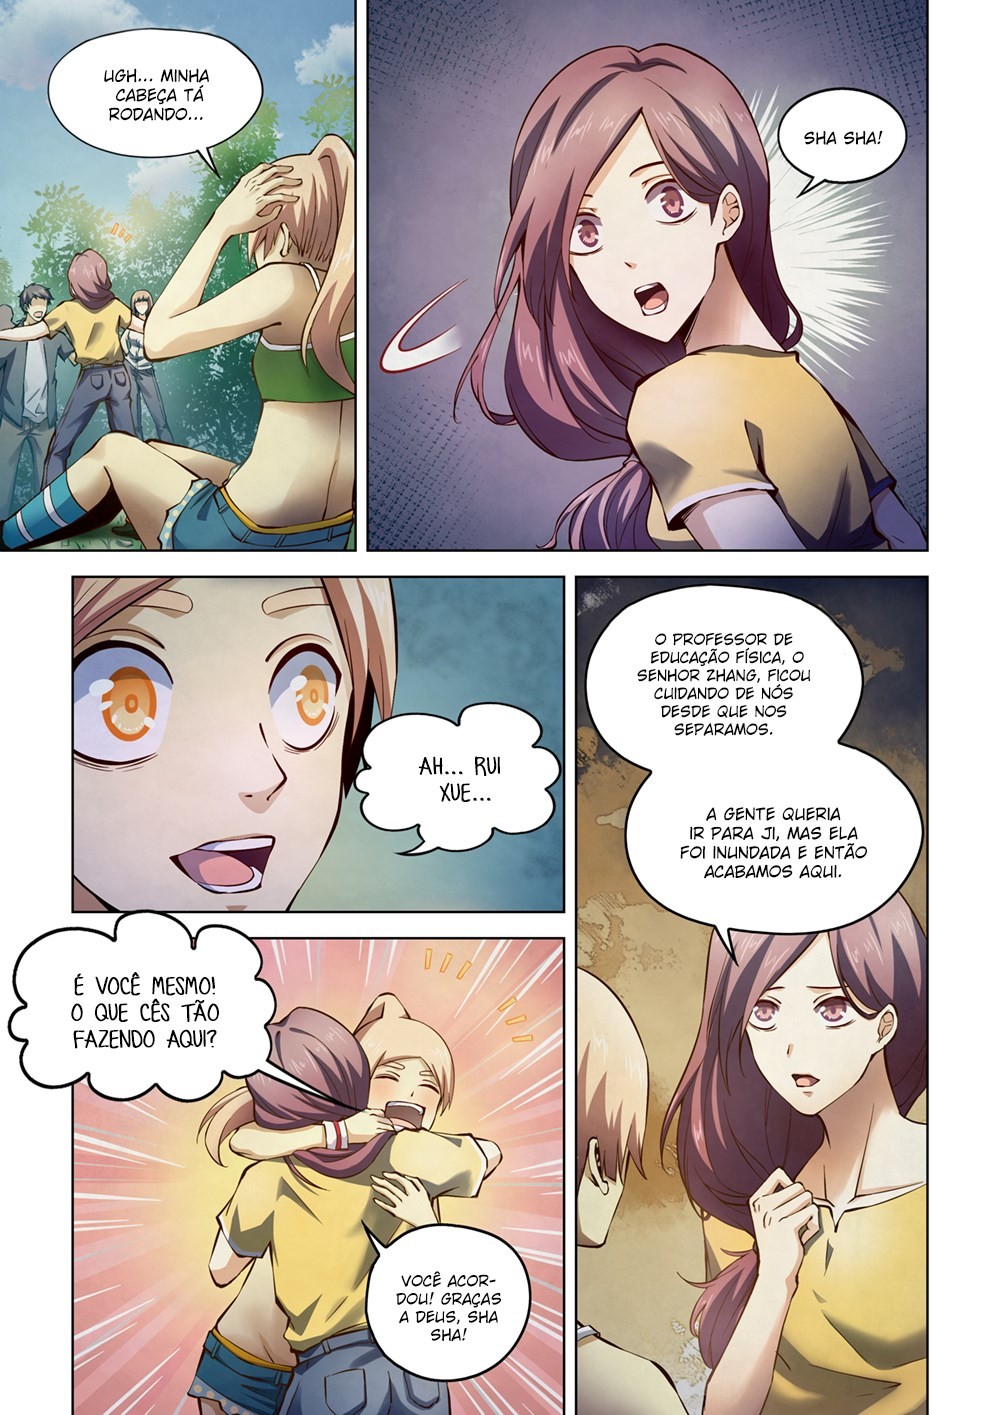 UGH... MINHA
CABEÇA TÁ
RODANDO...
SHA SHA!
AH... RUI
XUE...
É VOCÊ MESMO!
O QUE CÊS TÃO
FAZENDO AQUI?
VOCÊ ACOR-
DOU! GRAÇAS
A DEUS, SHA
SHA!
O PROFESSOR DE
EDUCAÇÃO FÍSICA, O
SENHOR ZHANG, FICOU
CUIDANDO DE NÓS
DESDE QUE NOS
SEPARAMOS.
A GENTE QUERIA
IR PARA JI, MAS ELA
FOI INUNDADA E ENTÃO
ACABAMOS AQUI.